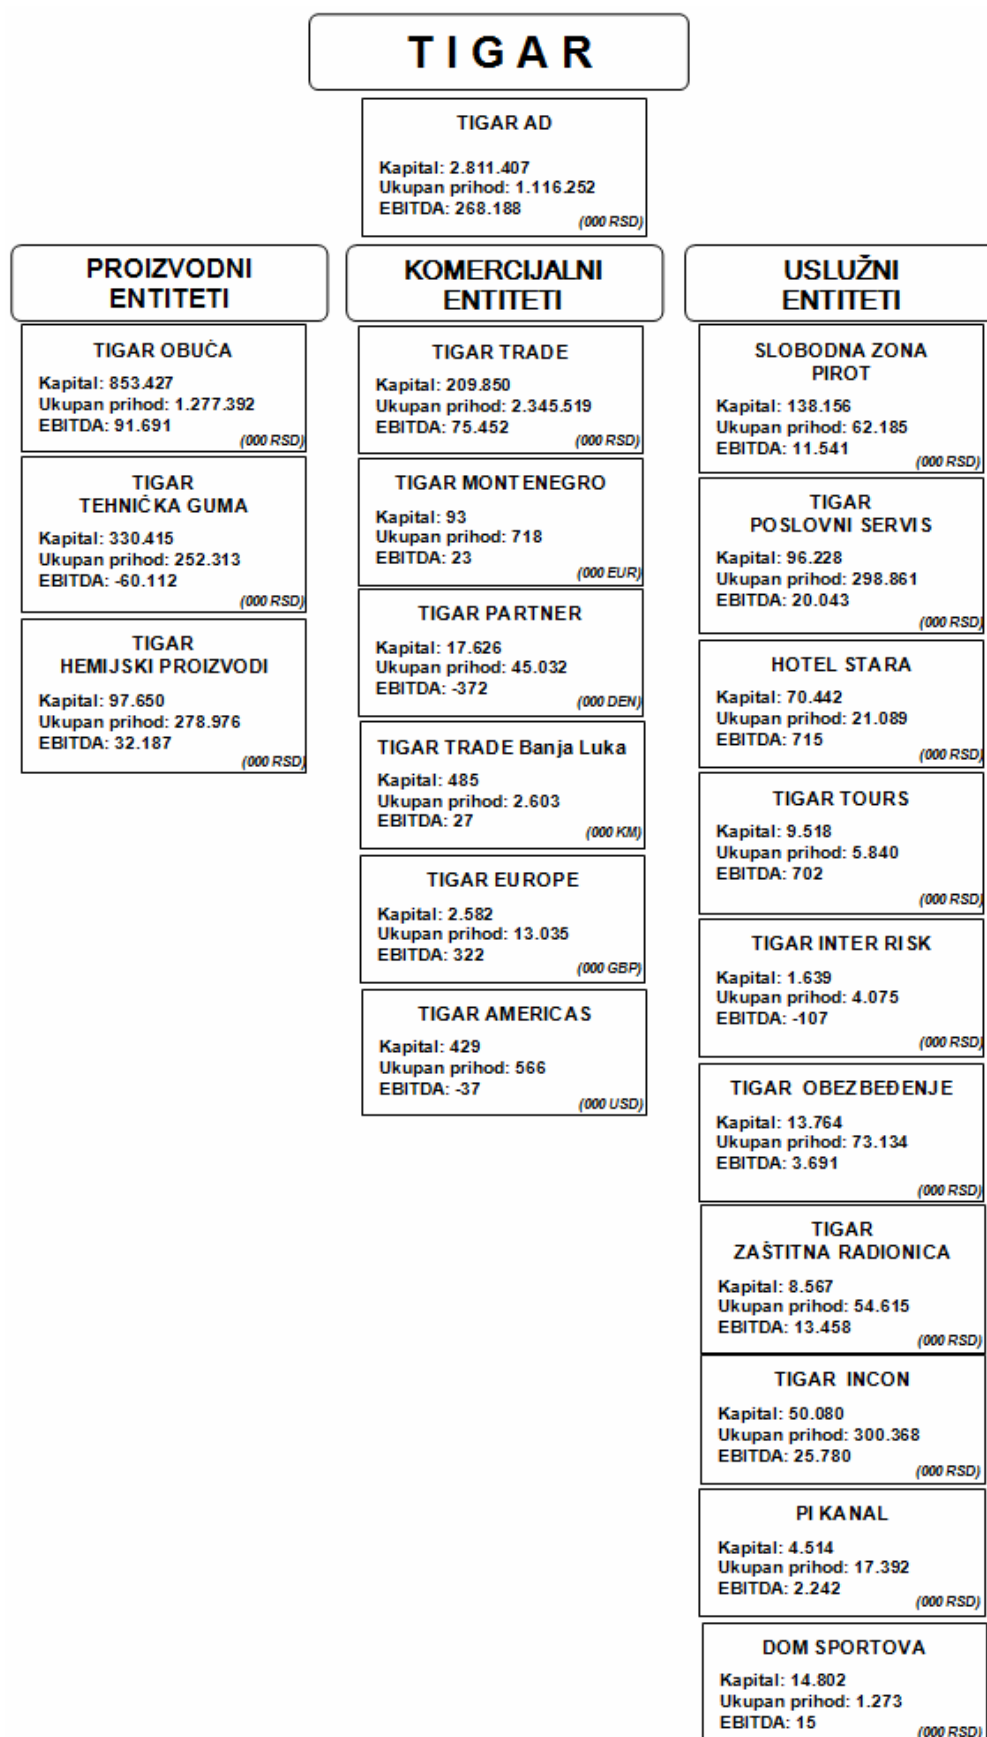 TIGAR
TIGAR AD
Kapital: 2.811.407
Ukupan prihod: 1.116.252
EBITDA: 268.188
(000 RSD)
PROIZVODNI
ENTITETI
TIGAR OBUĆA
Kapital: 853.427
Ukupan prihod: 1.277.392
EBITDA: 91.691
(000 RSD)
TIGAR
TEHNIČKA GUMA
Kapital: 330.415
Ukupan prihod: 252.313
EBITDA: -60.112
(000 RSD)
TIGAR
HEMIJSKI PROIZVODI
Kapital: 97.650
Ukupan prihod: 278.976
EBITDA: 32.187
(000 RSD)
KOMERCIJALNI
ENTITETI
TIGAR TRADE
Kapital: 209.850
Ukupan prihod: 2.345.519
EBITDA: 75.452
(000 RSD)
TIGAR MONTENEGRO
Kapital: 93
Ukupan prihod: 718
EBITDA: 23
(000 EUR)
TIGAR PARTNER
Kapital: 17.626
Ukupan prihod: 45.032
EBITDA: -372
(000 DEN)
TIGAR TRADE Banja Luka
Kapital: 485
Ukupan prihod: 2.603
EBITDA: 27
(000 KM)
TIGAR EUROPE
Kapital: 2.582
Ukupan prihod: 13.035
EBITDA: 322
(000 GBP)
TIGAR AMERICAS
Kapital: 429
Ukupan prihod: 566
EBITDA: -37
(000 USD)
USLUŽNI
ENTITETI
SLOBODNA ZONA
PIROT
Kapital: 138.156
Ukupan prihod: 62.185
EBITDA: 11.541
(000 RSD)
TIGAR
POSLOVNI SERVIS
Kapital: 96.228
Ukupan prihod: 298.861
EBITDA: 20.043
(000 RSD)
HOTEL STARA
Kapital: 70.442
Ukupan prihod: 21.089
EBITDA: 715
(000 RSD)
TIGAR TOURS
Kapital: 9.518
Ukupan prihod: 5.840
EBITDA: 702
(000 RSD)
TIGAR INTER RISK
Kapital: 1.639
Ukupan prihod: 4.075
EBITDA: -107
(000 RSD)
TIGAR OBEZBEĐENJE
Kapital: 13.764
Ukupan prihod: 73.134
EBITDA: 3.691
(000 RSD)
TIGAR
ZAŠTITNA RADIONICA
Kapital: 8.567
Ukupan prihod: 54.615
EBITDA: 13.458
(000 RSD)
TIGAR INCON
Kapital: 50.080
Ukupan prihod: 300.368
EBITDA: 25.780
(000 RSD)
PI KANAL
Kapital: 4.514
Ukupan prihod: 17.392
EBITDA: 2.242
(000 RSD)
DOM SPORTOVA
Kapital: 14.802
Ukupan prihod: 1.273
EBITDA: 15
(000 RSD)